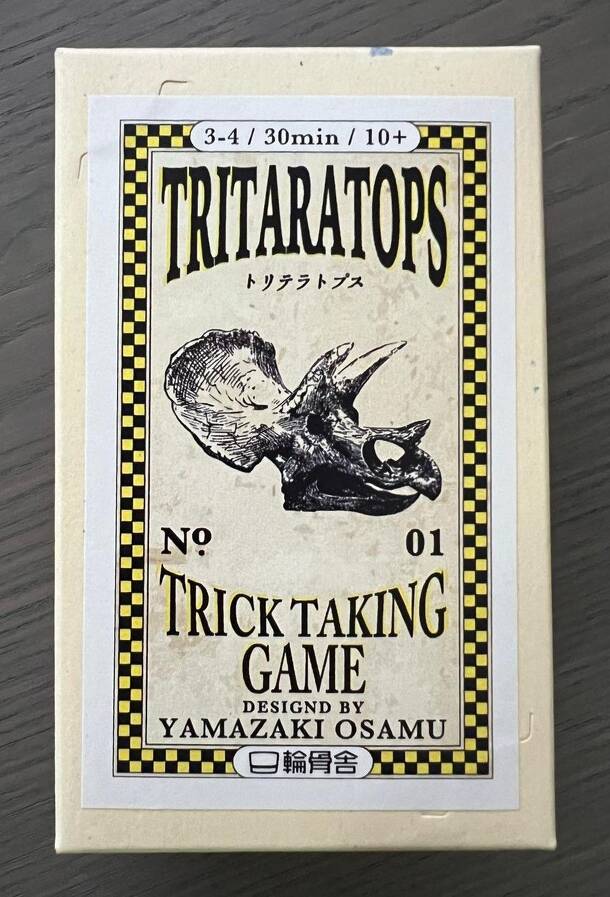 3-4 / 30min / 10+
TRITARATOPS
トリテラトプス
Nº 01
TRICK TAKING
GAME
DESIGND BY
YAMAZAKI OSAMU
日輪骨舎